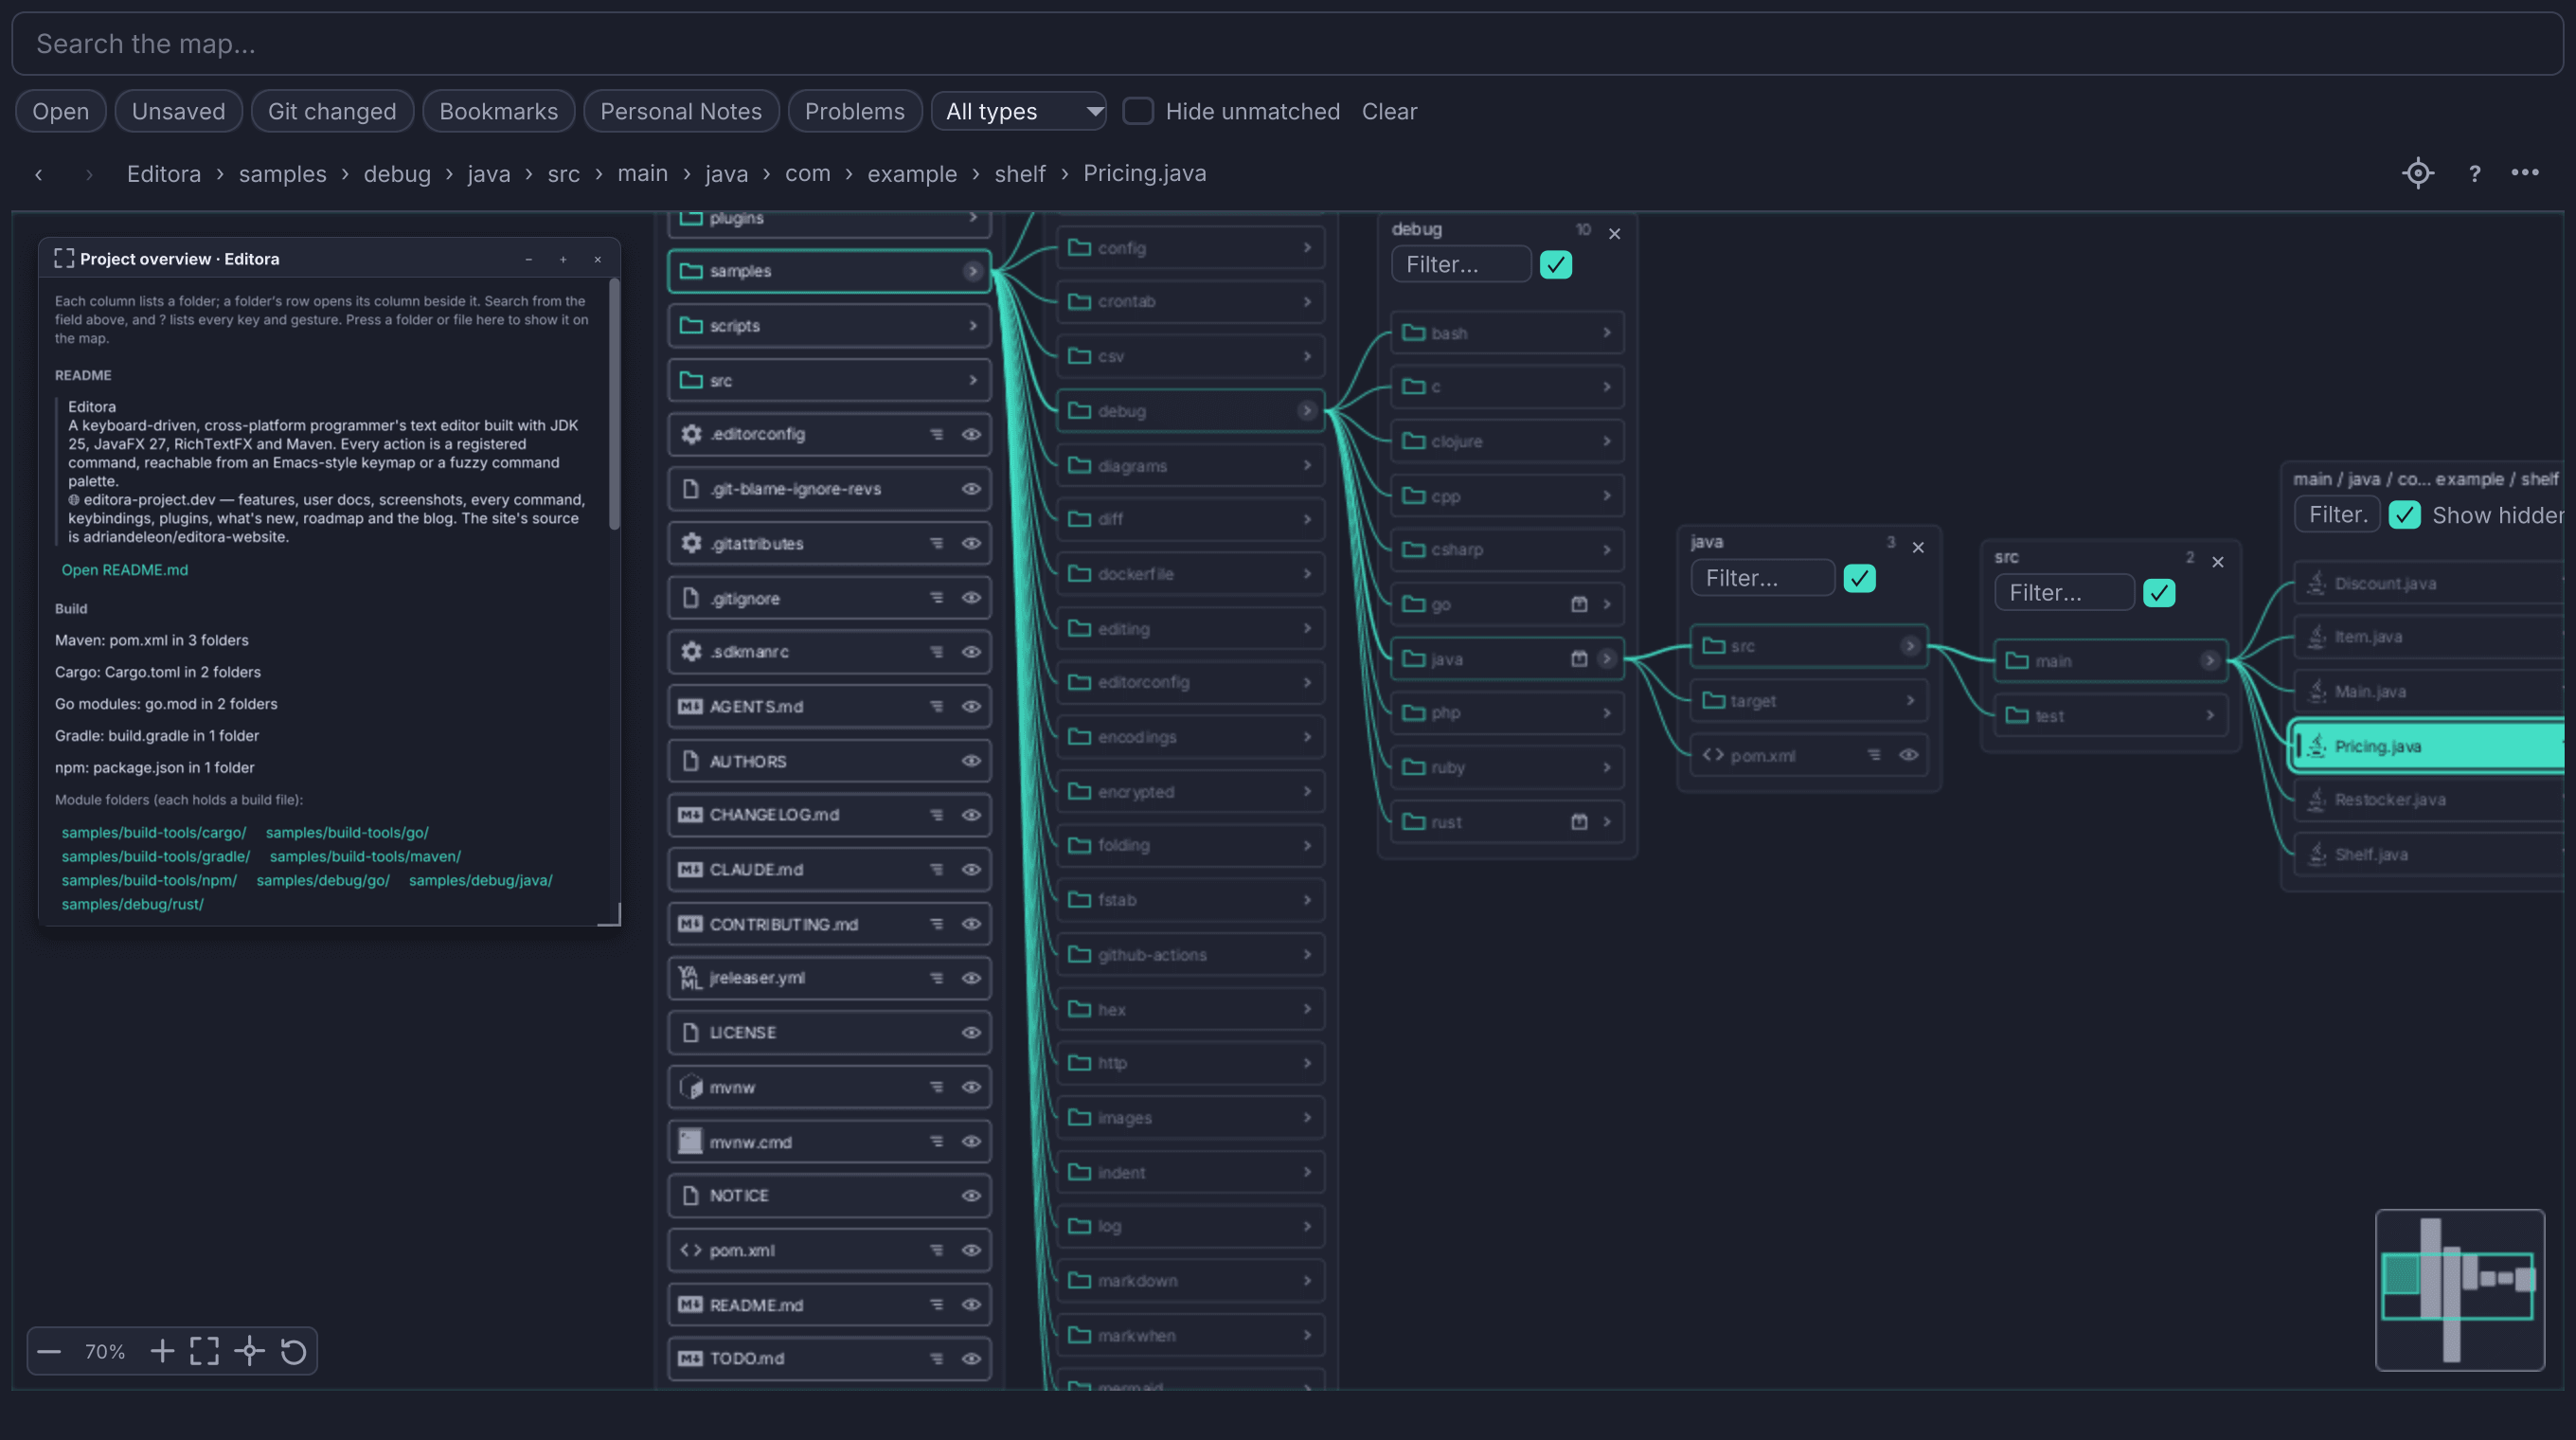 Search the map...
Open Unsaved Git changed Bookmarks Personal Notes Problems All types Hide unmatched Clear
‹ › Editora › samples › debug › java › src › main › java › com › example › shelf › Pricing.java ? •••
Project overview · Editora − + ×
Each column lists a folder; a folder's row opens its column beside it. Search from the
field above, and ? lists every key and gesture. Press a folder or file here to show it on
the map.
README
Editora
A keyboard-driven, cross-platform programmer's text editor built with JDK
25, JavaFX 27, RichTextFX and Maven. Every action is a registered
command, reachable from an Emacs-style keymap or a fuzzy command
palette.
🌐 editora-project.dev — features, user docs, screenshots, every command,
keybindings, plugins, what's new, roadmap and the blog. The site's source
is adriandeleon/editora-website.
Open README.md
Build
Maven: pom.xml in 3 folders
Cargo: Cargo.toml in 2 folders
Go modules: go.mod in 2 folders
Gradle: build.gradle in 1 folder
npm: package.json in 1 folder
Module folders (each holds a build file):
samples/build-tools/cargo/ samples/build-tools/go/
samples/build-tools/gradle/ samples/build-tools/maven/
samples/build-tools/npm/ samples/debug/go/ samples/debug/java/
samples/debug/rust/
plugins
samples
scripts
src
.editorconfig
.git-blame-ignore-revs
.gitattributes
.gitignore
.sdkmanrc
AGENTS.md
AUTHORS
CHANGELOG.md
CLAUDE.md
CONTRIBUTING.md
YAML jreleaser.yml
LICENSE
mvnw
mvnw.cmd
NOTICE
pom.xml
README.md
TODO.md
config
crontab
csv
debug
diagrams
diff
dockerfile
editing
editorconfig
encodings
encrypted
folding
fstab
github-actions
hex
http
images
indent
log
markdown
markwhen
mermaid
debug 10 ×
Filter...
bash
c
clojure
cpp
csharp
go
java
php
ruby
rust
java 3 ×
Filter...
src
target
pom.xml
src 2 ×
Filter...
main
test
main / java / co... example / shelf
Filter. Show hidden
Discount.java
Item.java
Main.java
Pricing.java
Restocker.java
Shelf.java
70%